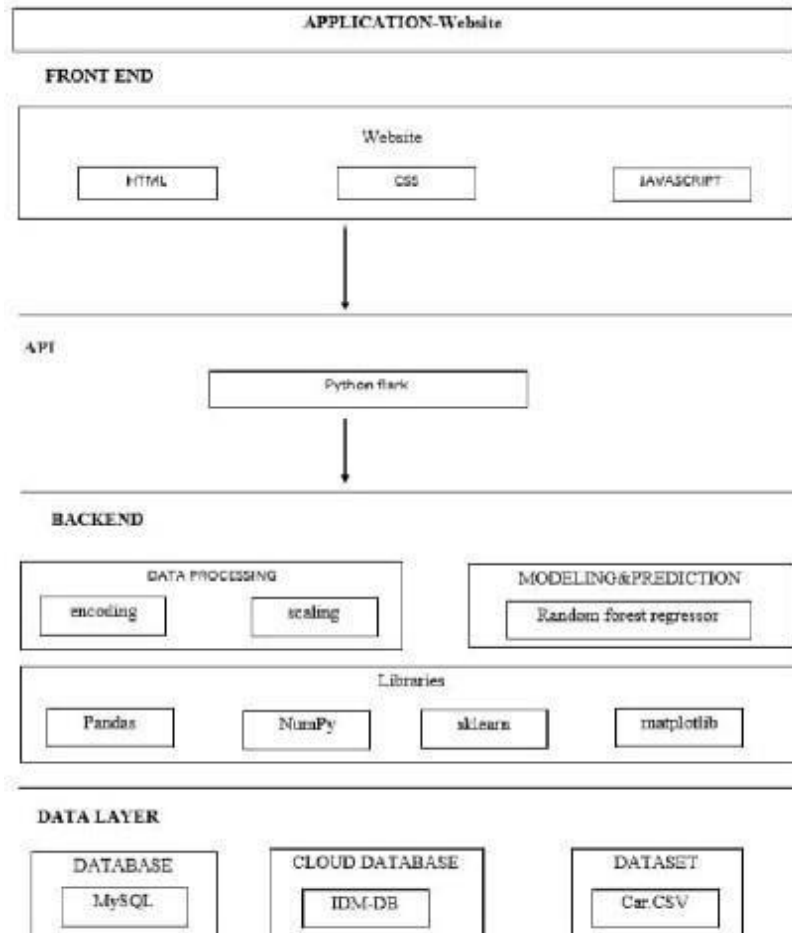 APPLICATION-Website
FRONT END
Website
HTML
CSS
JAVASCRIPT
API
Python flark
BACKEND
DATA PROCESSING
encoding
scaling
MODELING&PREDICTION
Random forest regressor
Libraries
Pandas
NumPy
sklearn
matplotlib
DATA LAYER
DATABASE
MySQL
CLOUD DATABASE
IDM-DB
DATASET
Car.CSV